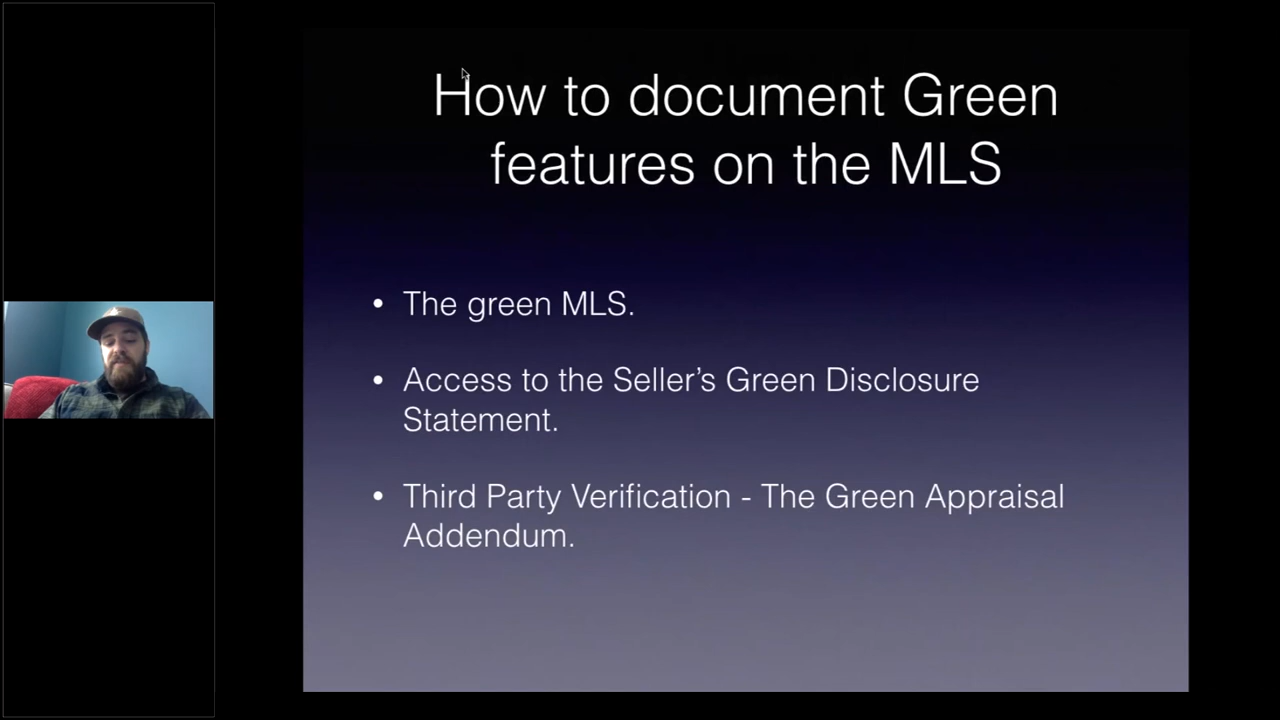 How to document Green
features on the MLS
• The green MLS.
• Access to the Seller’s Green Disclosure
Statement.
• Third Party Verification - The Green Appraisal
Addendum.